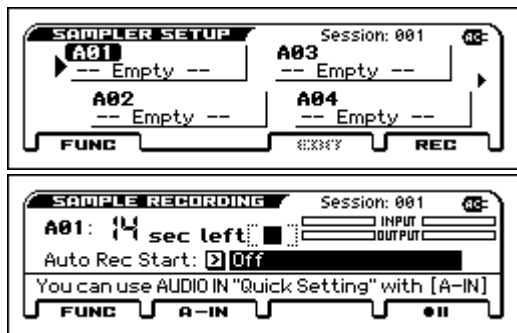 SAMPLER SETUP Session: 001 AC
A01 A03
-- Empty -- -- Empty --
A02 A04
-- Empty -- -- Empty --
FUNC REC
SAMPLE RECORDING Session: 001 AC
A01: 14 sec left INPUT
OUTPUT
Auto Rec Start: Off
You can use AUDIO IN "Quick Setting" with [A-IN]
FUNC A-IN